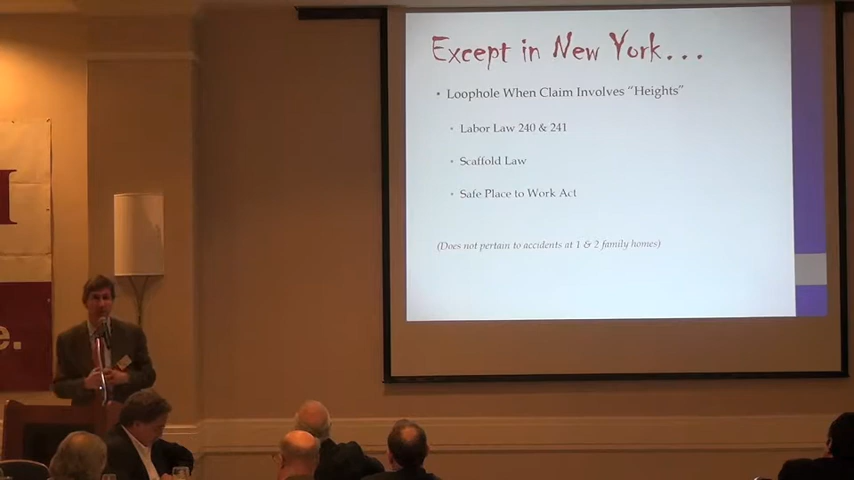 Except in New York...
• Loophole When Claim Involves "Heights"
• Labor Law 240 & 241
• Scaffold Law
• Safe Place to Work Act
(Does not pertain to accidents at 1 & 2 family homes)
e.